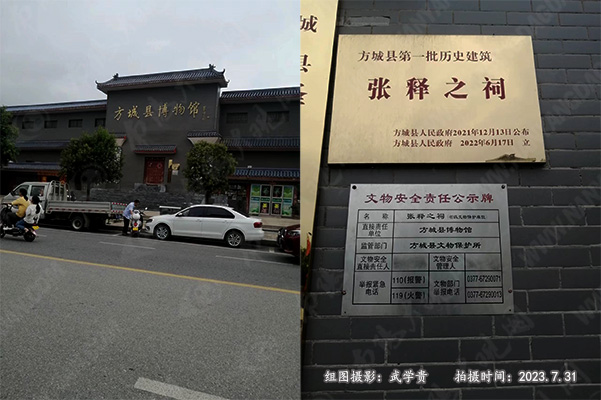 方城县博物馆
方城县第一批历史建筑
张释之祠
方城县人民政府2021年12月13日公布
方城县人民政府 2022年6月17日 立
文物安全责任公示牌
名称 张释之祠
直接责任单位 方城县博物馆
监管部门 方城县文物保护所
文物安全直接责任人 文物安全管理人
举报紧急电话 110(报警) 119(火警) 文物部门举报电话 0377-67290071 0377-67290013
组图摄影：武学贵 拍摄时间：2023.7.31